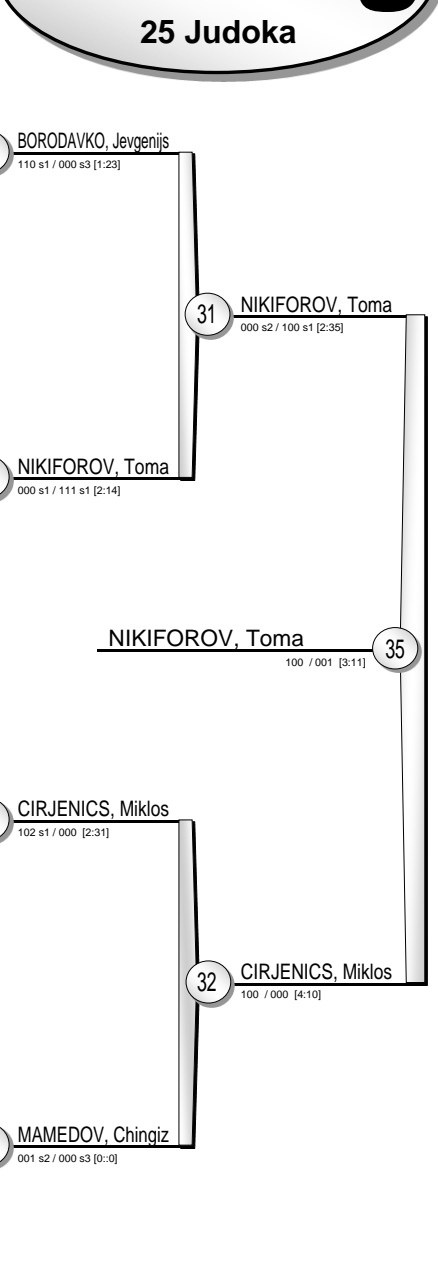 25 Judoka
BORODAVKO, Jevgenijs
110 s1 / 000 s3 [1:23]
31
NIKIFOROV, Toma
000 s2 / 100 s1 [2:35]
NIKIFOROV, Toma
000 s1 / 111 s1 [2:14]
NIKIFOROV, Toma
35
100 / 001 [3:11]
CIRJENICS, Miklos
102 s1 / 000 [2:31]
32
CIRJENICS, Miklos
100 / 000 [4:10]
MAMEDOV, Chingiz
001 s2 / 000 s3 [0::0]